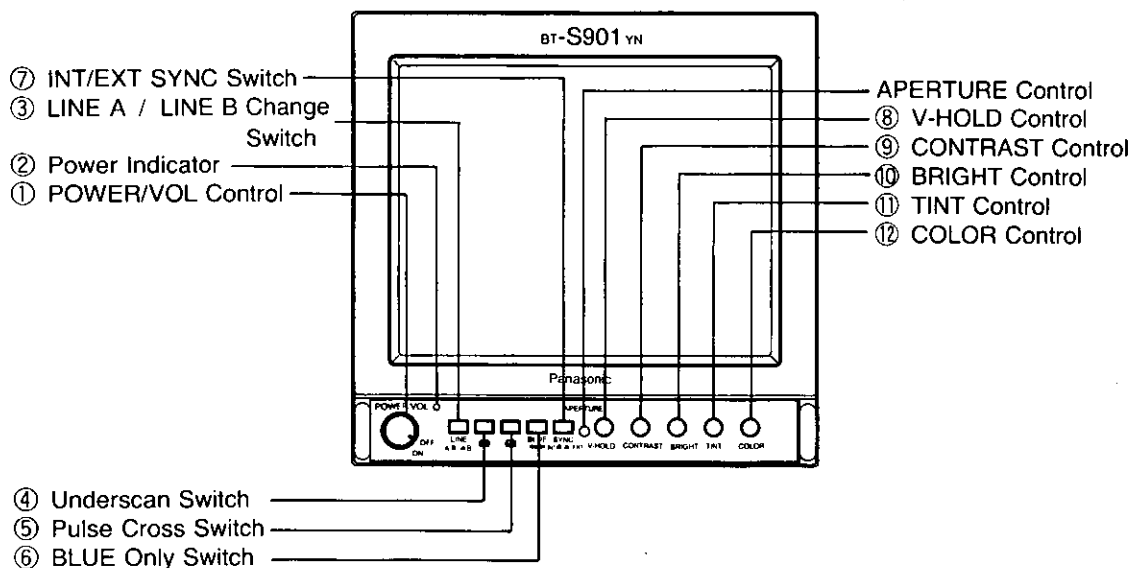 BT-S901 YN
⑦ INT/EXT SYNC Switch
③ LINE A / LINE B Change
Switch
② Power Indicator
① POWER/VOL Control
APERTURE Control
⑧ V-HOLD Control
⑨ CONTRAST Control
⑩ BRIGHT Control
⑪ TINT Control
⑫ COLOR Control
Panasonic
POWER/VOL
APERTURE
OFF
ON
LINE
BLUE
SYNC
V-HOLD
CONTRAST
BRIGHT
TINT
COLOR
④ Underscan Switch
⑤ Pulse Cross Switch
⑥ BLUE Only Switch